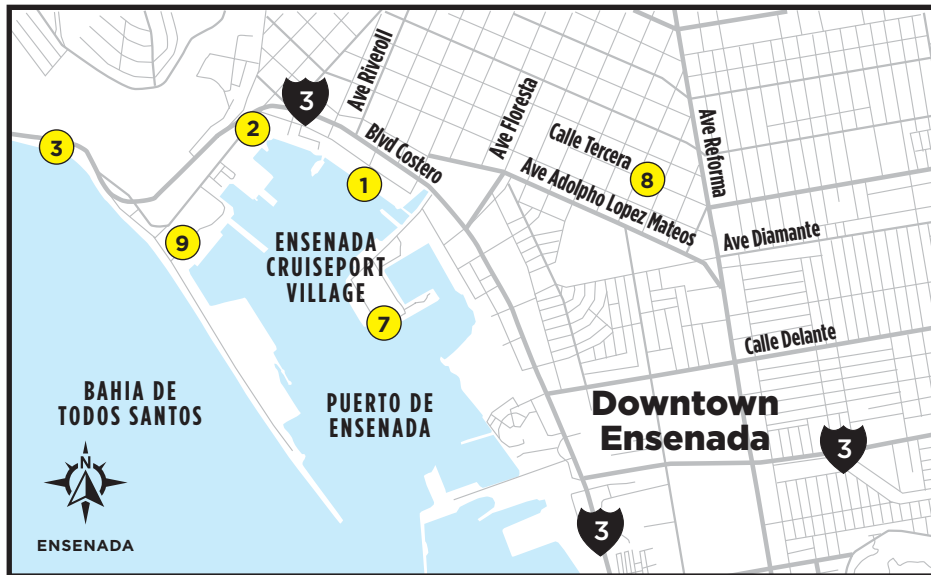 3
Ave Riveroll
2
Blvd Costero
Ave Floresta
Calle Tercera
Ave Reforma
3
1
8
Ave Adolpho Lopez Mateos
9
ENSENADA
CRUISEPORT
VILLAGE
Ave Diamante
7
Calle Delante
BAHIA DE
TODOS SANTOS
PUERTO DE
ENSENADA
Downtown
Ensenada
3
N
3
ENSENADA